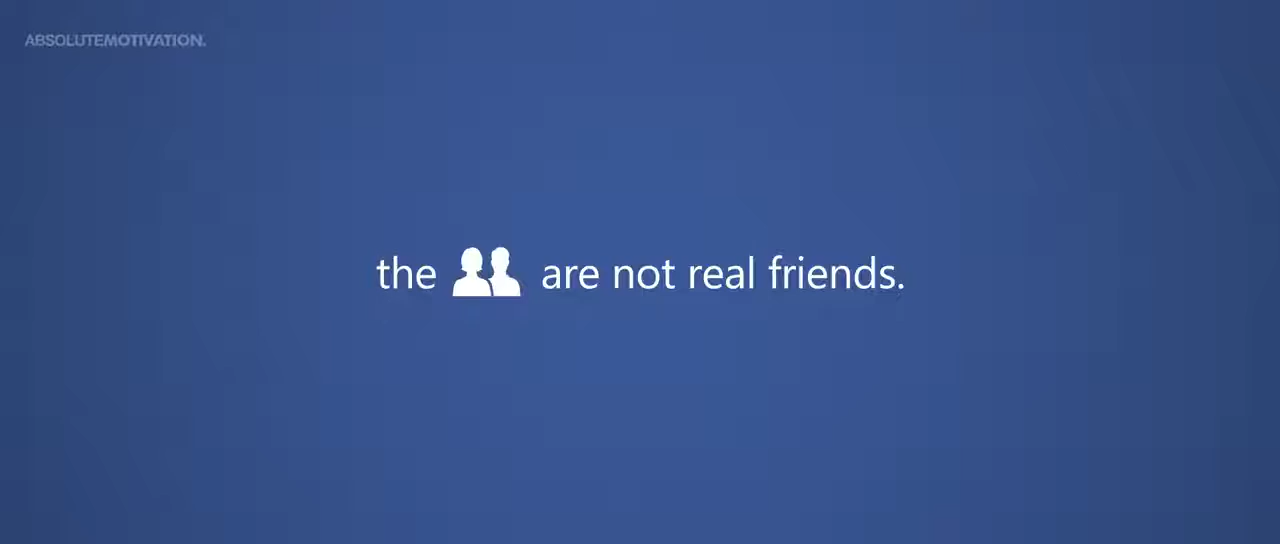 ABSOLUTEMOTIVATION.
the are not real friends.